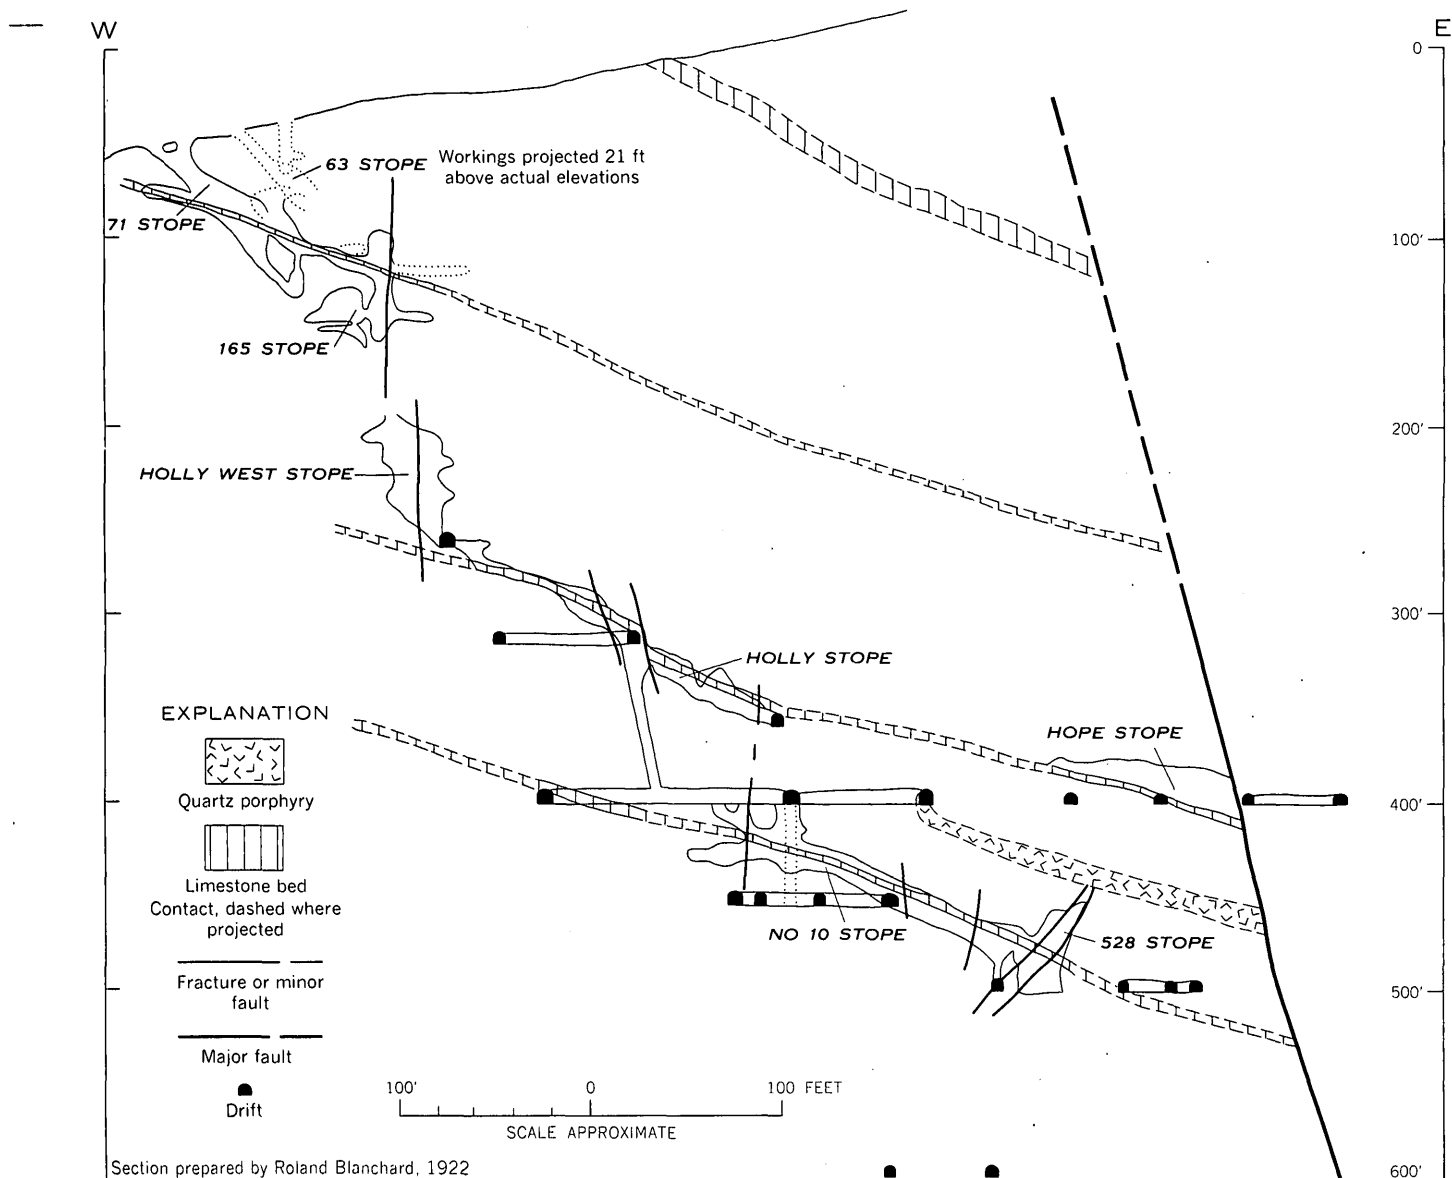 W
E
0
63 STOPE
Workings projected 21 ft
above actual elevations
71 STOPE
100'
165 STOPE
200'
HOLLY WEST STOPE
300'
HOLLY STOPE
EXPLANATION
HOPE STOPE
Quartz porphyry
400'
Limestone bed
Contact, dashed where
projected
NO 10 STOPE
528 STOPE
Fracture or minor
fault
500'
Major fault
Drift
100'
0
100 FEET
SCALE APPROXIMATE
Section prepared by Roland Blanchard, 1922
600'